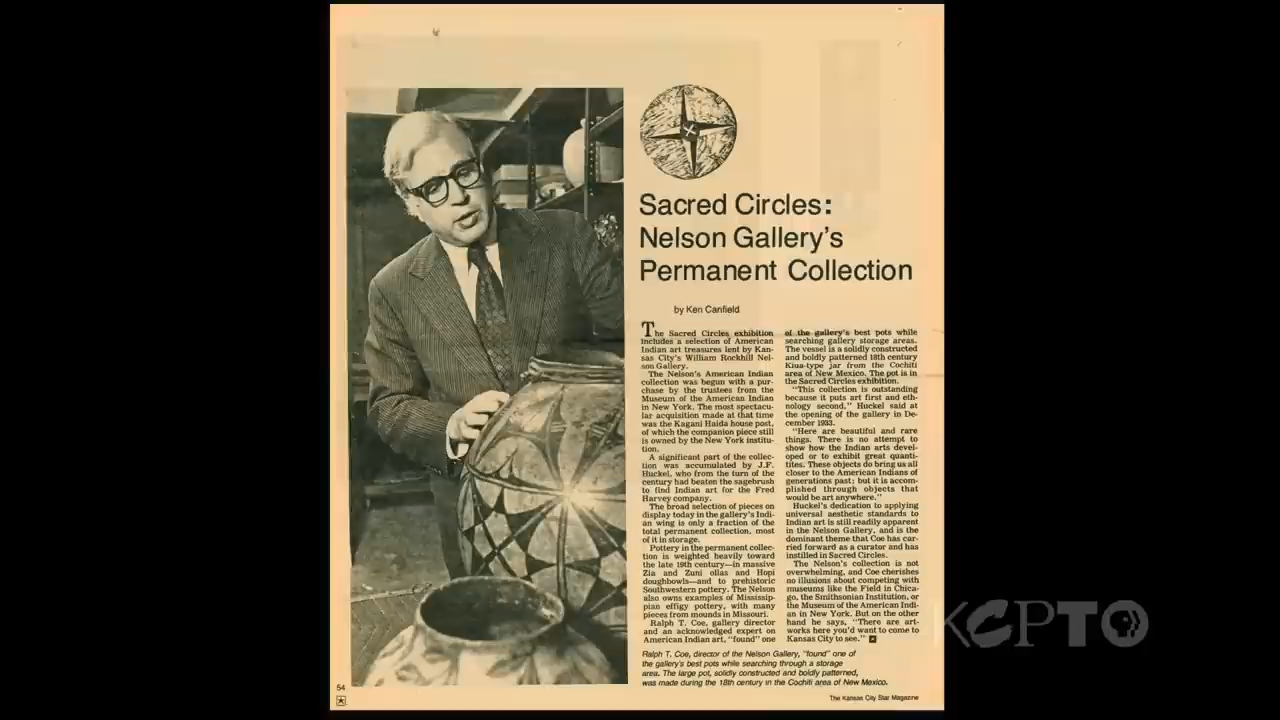 Sacred Circles:
Nelson Gallery's
Permanent Collection
by Ken Canfield
The Sacred Circles exhibition
includes a selection of American
Indian art treasures lent by Kan-
sas City's William Rockhill Nel-
son Gallery.
The Nelson's American Indian
collection was begun with a pur-
chase by the trustees from the
Museum of the American Indian
in New York. The most spectacu-
lar acquisition made at that time
was the Kagani Haida house post,
of which the companion piece still
is owned by the New York institu-
tion.
A significant part of the collec-
tion was accumulated by J.F.
Huckel, who from the turn of the
century had beaten the sagebrush
to find Indian art for the Fred
Harvey company.
The broad selection of pieces on
display today in the gallery's Indi-
an wing is only a fraction of the
total permanent collection, most
of it in storage.
Pottery in the permanent collec-
tion is weighted heavily toward
the late 19th century—in massive
Zia and Zuni ollas and Hopi
doughbowls—and to prehistoric
Southwestern pottery. The Nelson
also owns examples of Mississip-
pian effigy pottery, with many
pieces from mounds in Missouri.
Ralph T. Coe, gallery director
and an acknowledged expert on
American Indian art, "found" one
of the gallery's best pots while
searching gallery storage areas.
The vessel is a solidly constructed
and boldly patterned 18th century
Kiua-type jar from the Cochiti
area of New Mexico. The pot is in
the Sacred Circles exhibition.
"This collection is outstanding
because it puts art first and eth-
nology second," Huckel said at
the opening of the gallery in De-
cember 1933.
"Here are beautiful and rare
things. There is no attempt to
show how the Indian arts devel-
oped or to exhibit great quanti-
tites. These objects do bring us all
closer to the American Indians of
generations past; but it is accom-
plished through objects that
would be art anywhere."
Huckel's dedication to applying
universal aesthetic standards to
Indian art is still readily apparent
in the Nelson Gallery, and is the
dominant theme that Coe has car-
ried forward as a curator and has
instilled in Sacred Circles.
The Nelson's collection is not
overwhelming, and Coe cherishes
no illusions about competing with
museums like the Field in Chica-
go, the Smithsonian Institution, or
the Museum of the American Indi-
an in New York. But on the other
hand he says, "There are art-
works here you'd want to come to
Kansas City to see."
Ralph T. Coe, director of the Nelson Gallery, "found" one of
the gallery's best pots while searching through a storage
area. The large pot, solidly constructed and boldly patterned,
was made during the 18th century in the Cochiti area of New Mexico.
54
The Kansas City Star Magazine
KCPTO